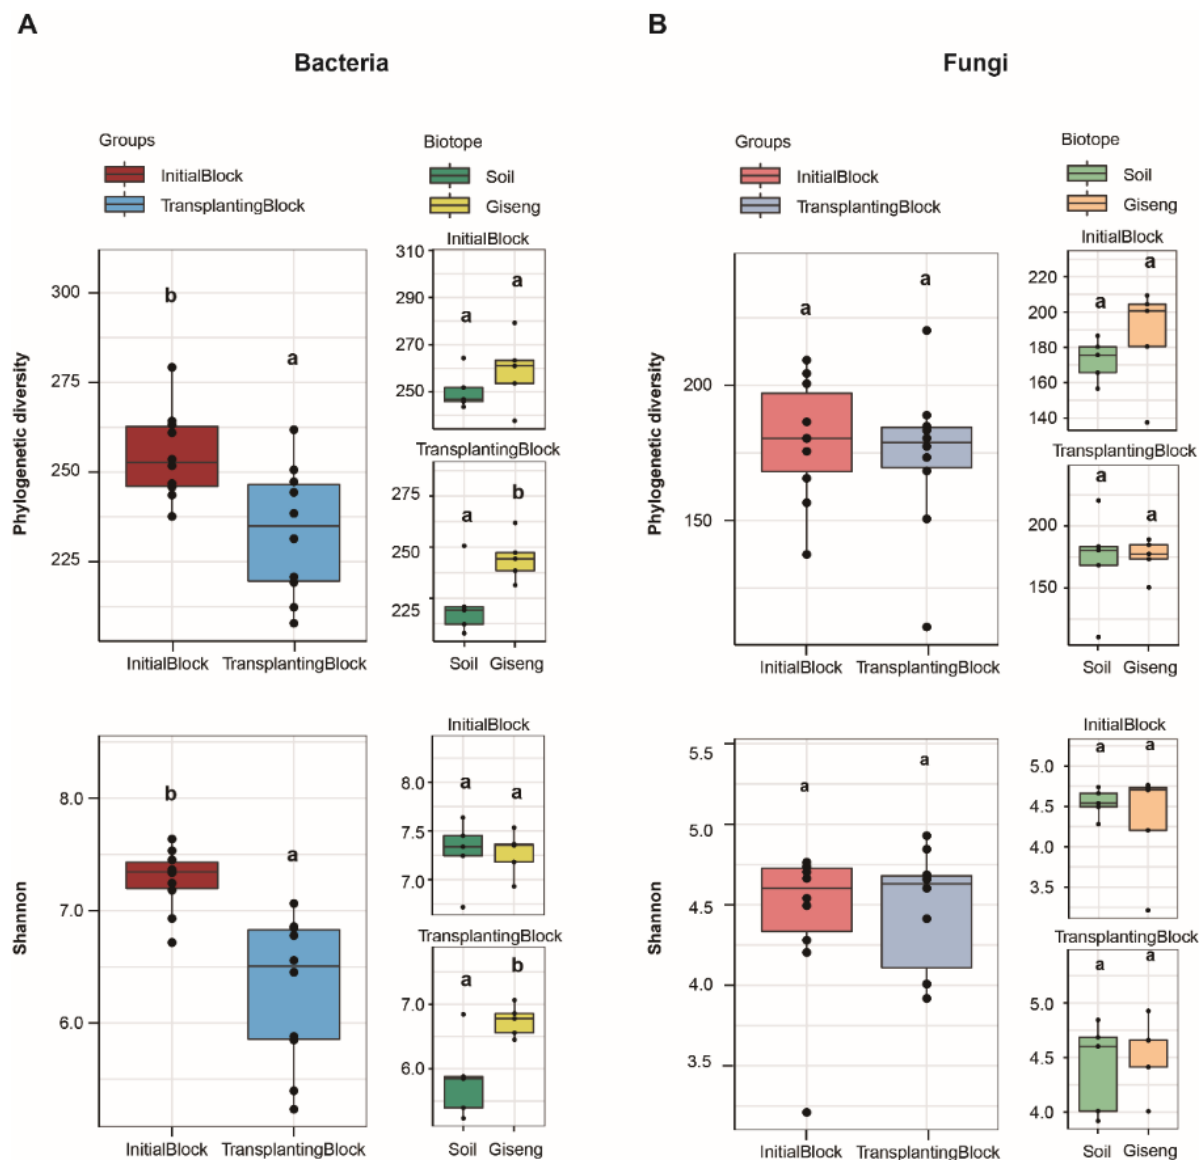 A
B
Bacteria
Fungi
Groups
InitialBlock
TransplantingBlock
Biotope
Soil
Giseng
Groups
InitialBlock
TransplantingBlock
Biotope
Soil
Giseng
Phylogenetic diversity
300
275
250
225
b
a
InitialBlock TransplantingBlock
InitialBlock
310
290
270
250
a
a
TransplantingBlock
275
250
225
a
b
Soil Giseng
Phylogenetic diversity
200
150
a
a
InitialBlock TransplantingBlock
InitialBlock
220
200
180
160
140
a
a
TransplantingBlock
200
150
a
a
Soil Giseng
Shannon
8.0
7.0
6.0
b
a
InitialBlock TransplantingBlock
InitialBlock
8.0
7.5
7.0
a
a
TransplantingBlock
7.0
6.0
a
b
Soil Giseng
Shannon
5.5
5.0
4.5
4.0
3.5
a
a
InitialBlock TransplantingBlock
InitialBlock
5.0
4.5
4.0
3.5
a
a
TransplantingBlock
5.0
4.5
4.0
a
a
Soil Giseng